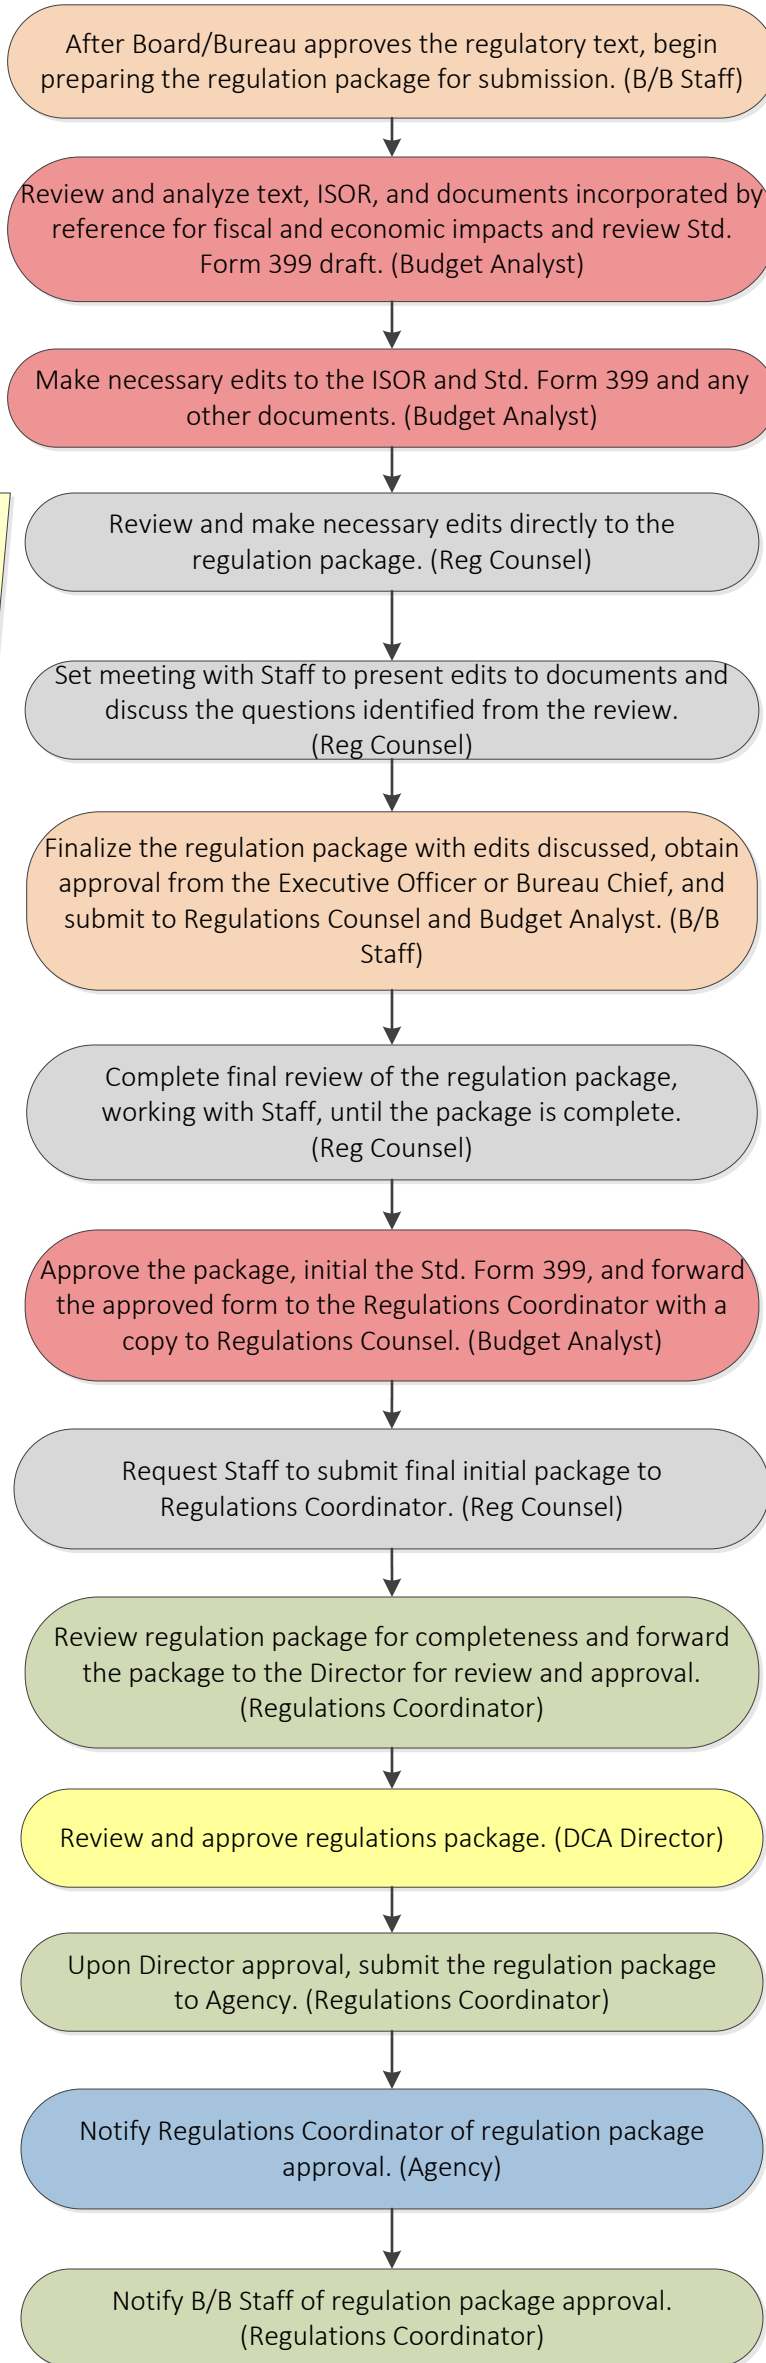 After Board/Bureau approves the regulatory text, begin
preparing the regulation package for submission. (B/B Staff)
Review and analyze text, ISOR, and documents incorporated by
reference for fiscal and economic impacts and review Std.
Form 399 draft. (Budget Analyst)
Make necessary edits to the ISOR and Std. Form 399 and any
other documents. (Budget Analyst)
Review and make necessary edits directly to the
regulation package. (Reg Counsel)
Set meeting with Staff to present edits to documents and
discuss the questions identified from the review.
(Reg Counsel)
Finalize the regulation package with edits discussed, obtain
approval from the Executive Officer or Bureau Chief, and
submit to Regulations Counsel and Budget Analyst. (B/B
Staff)
Complete final review of the regulation package,
working with Staff, until the package is complete.
(Reg Counsel)
Approve the package, initial the Std. Form 399, and forward
the approved form to the Regulations Coordinator with a
copy to Regulations Counsel. (Budget Analyst)
Request Staff to submit final initial package to
Regulations Coordinator. (Reg Counsel)
Review regulation package for completeness and forward
the package to the Director for review and approval.
(Regulations Coordinator)
Review and approve regulations package. (DCA Director)
Upon Director approval, submit the regulation package
to Agency. (Regulations Coordinator)
Notify Regulations Coordinator of regulation package
approval. (Agency)
Notify B/B Staff of regulation package approval.
(Regulations Coordinator)